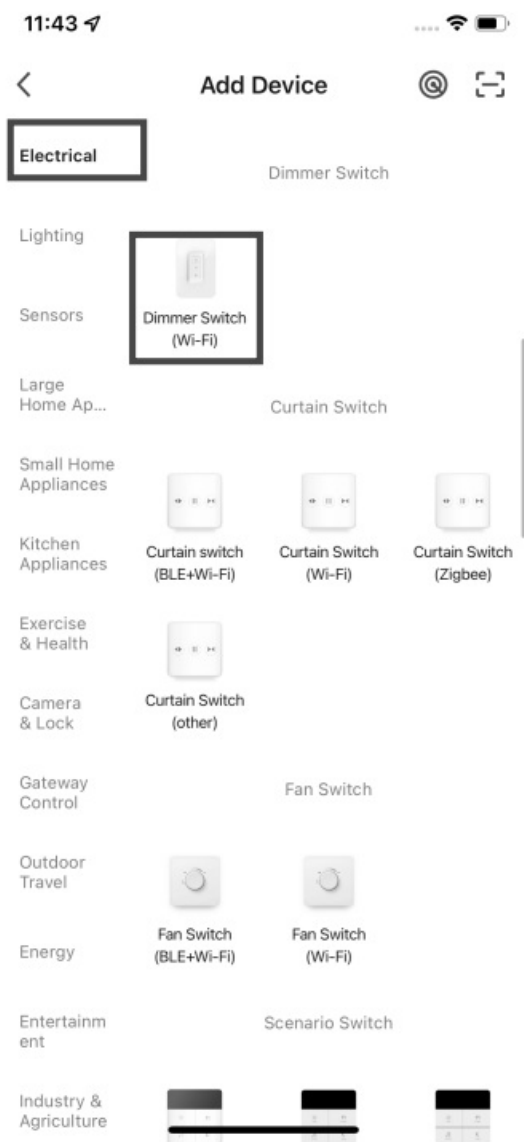 11:43
Add Device
Electrical
Lighting
Sensors
Large
Home Ap...
Small Home
Appliances
Kitchen
Appliances
Exercise
& Health
Camera
& Lock
Gateway
Control
Outdoor
Travel
Energy
Entertainm
ent
Industry &
Agriculture
Dimmer Switch
Dimmer Switch
(Wi-Fi)
Curtain Switch
Curtain switch
(BLE+Wi-Fi)
Curtain Switch
(Wi-Fi)
Curtain Switch
(Zigbee)
Curtain Switch
(other)
Fan Switch
Fan Switch
(BLE+Wi-Fi)
Fan Switch
(Wi-Fi)
Scenario Switch